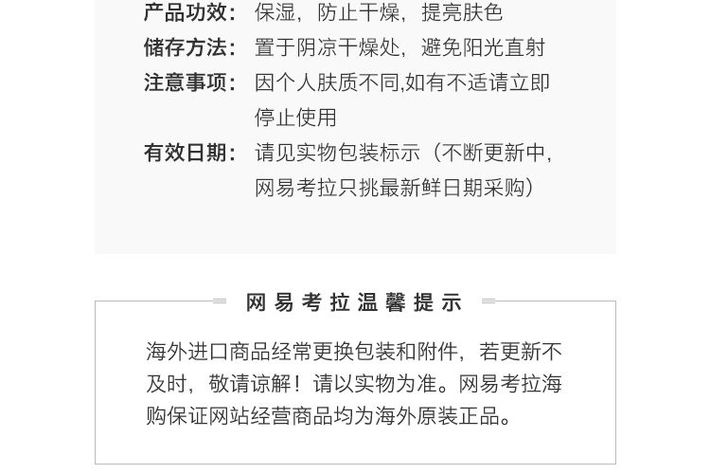 产品功效： 保湿，防止干燥，提亮肤色
储存方法： 置于阴凉干燥处，避免阳光直射
注意事项： 因个人肤质不同,如有不适请立即
停止使用
有效日期： 请见实物包装标示（不断更新中，
网易考拉只挑最新鲜日期采购）
网易考拉温馨提示
海外进口商品经常更换包装和附件，若更新不
及时，敬请谅解！请以实物为准。网易考拉海
购保证网站经营商品均为海外原装正品。